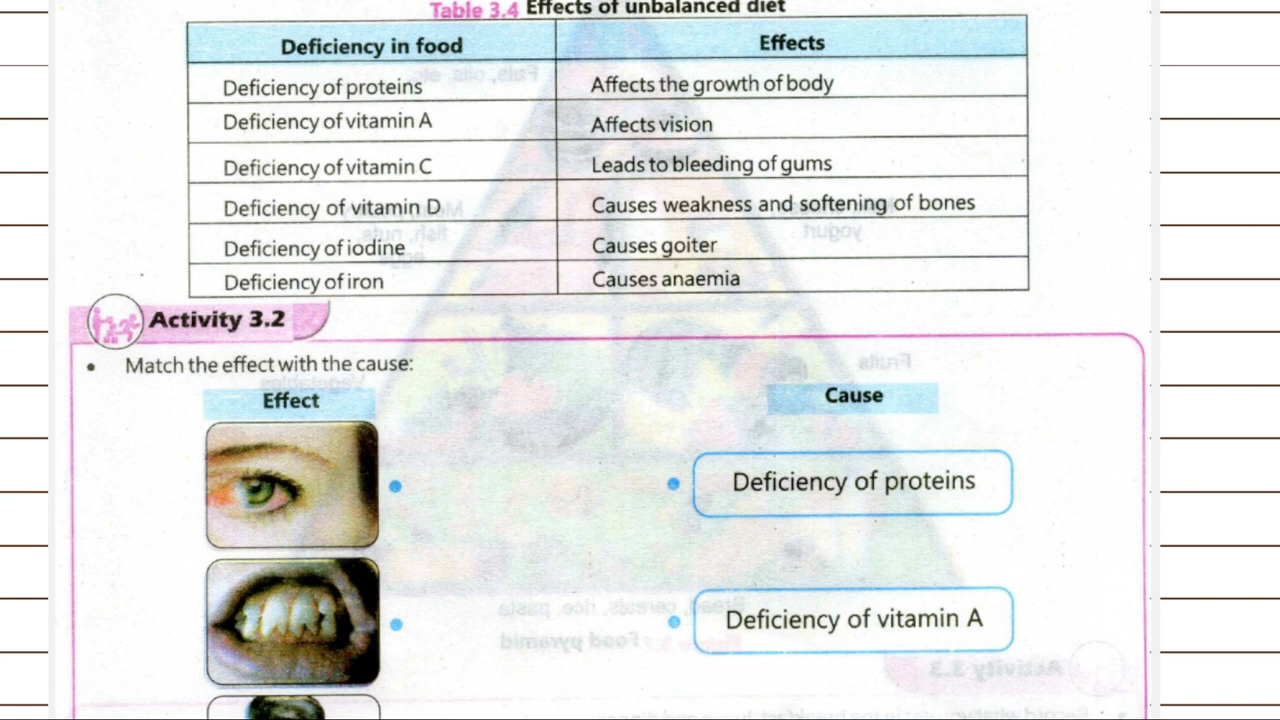 Table 3.4 Effects of unbalanced diet
Deficiency in food Effects
Deficiency of proteins Affects the growth of body
Deficiency of vitamin A Affects vision
Deficiency of vitamin C Leads to bleeding of gums
Deficiency of vitamin D Causes weakness and softening of bones
Deficiency of iodine Causes goiter
Deficiency of iron Causes anaemia
Activity 3.2
• Match the effect with the cause:
Effect Cause
Deficiency of proteins
Deficiency of vitamin A